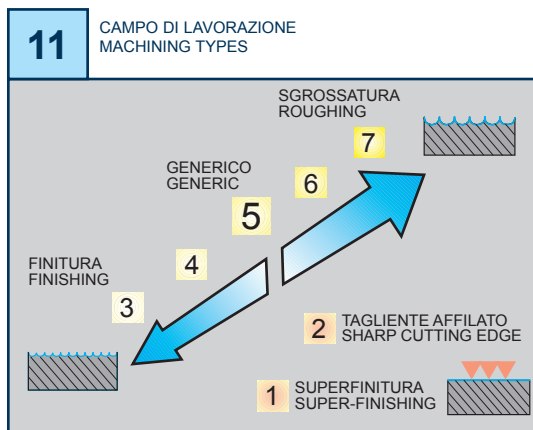 11
CAMPO DI LAVORAZIONE
MACHINING TYPES
SGROSSATURA
ROUGHING
7
GENERICO
GENERIC
6
5
4
FINITURA
FINISHING
3
2
TAGLIENTE AFFILATO
SHARP CUTTING EDGE
1
SUPERFINITURA
SUPER-FINISHING